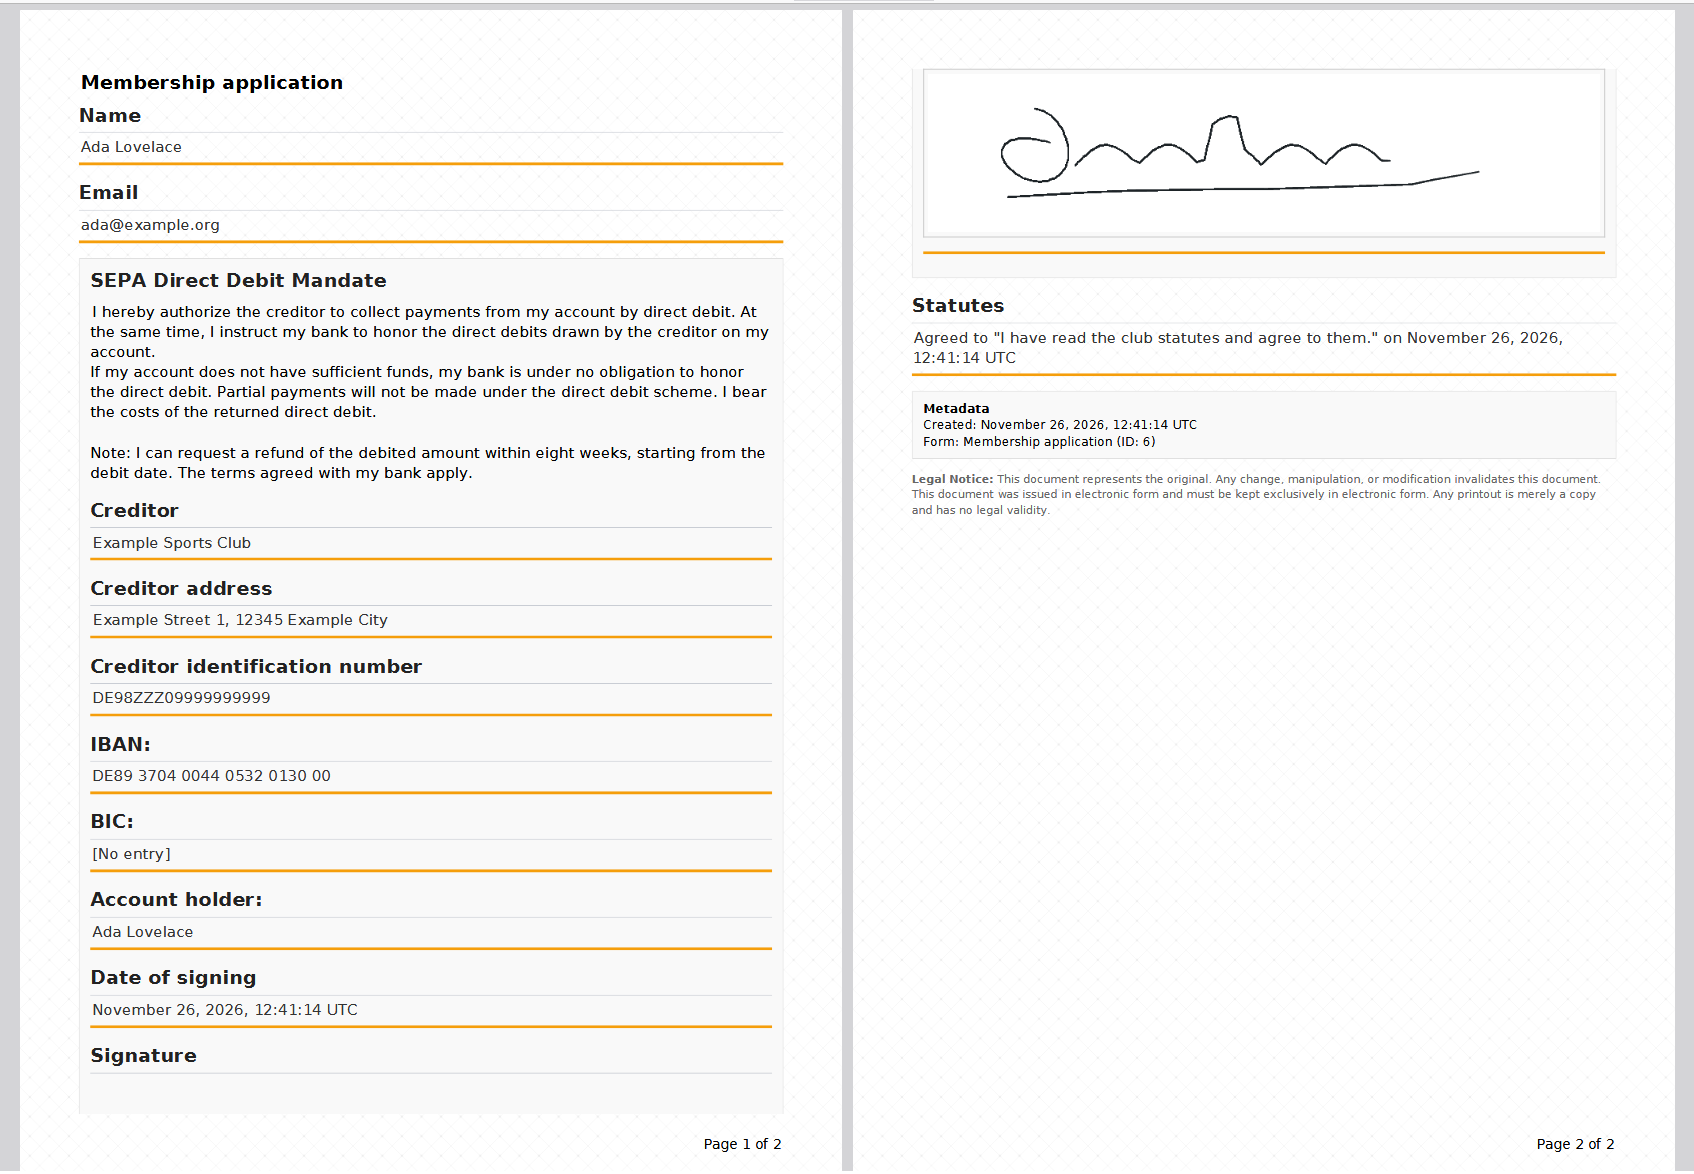 Membership application
Name
Ada Lovelace
Email
ada@example.org
SEPA Direct Debit Mandate
I hereby authorize the creditor to collect payments from my account by direct debit. At
the same time, I instruct my bank to honor the direct debits drawn by the creditor on my
account.
If my account does not have sufficient funds, my bank is under no obligation to honor
the direct debit. Partial payments will not be made under the direct debit scheme. I bear
the costs of the returned direct debit.
Note: I can request a refund of the debited amount within eight weeks, starting from the
debit date. The terms agreed with my bank apply.
Creditor
Example Sports Club
Creditor address
Example Street 1, 12345 Example City
Creditor identification number
DE98ZZZ09999999999
IBAN:
DE89 3704 0044 0532 0130 00
BIC:
[No entry]
Account holder:
Ada Lovelace
Date of signing
November 26, 2026, 12:41:14 UTC
Signature
Page 1 of 2
Statutes
Agreed to "I have read the club statutes and agree to them." on November 26, 2026,
12:41:14 UTC
Metadata
Created: November 26, 2026, 12:41:14 UTC
Form: Membership application (ID: 6)
Legal Notice: This document represents the original. Any change, manipulation, or modification invalidates this document.
This document was issued in electronic form and must be kept exclusively in electronic form. Any printout is merely a copy
and has no legal validity.
Page 2 of 2